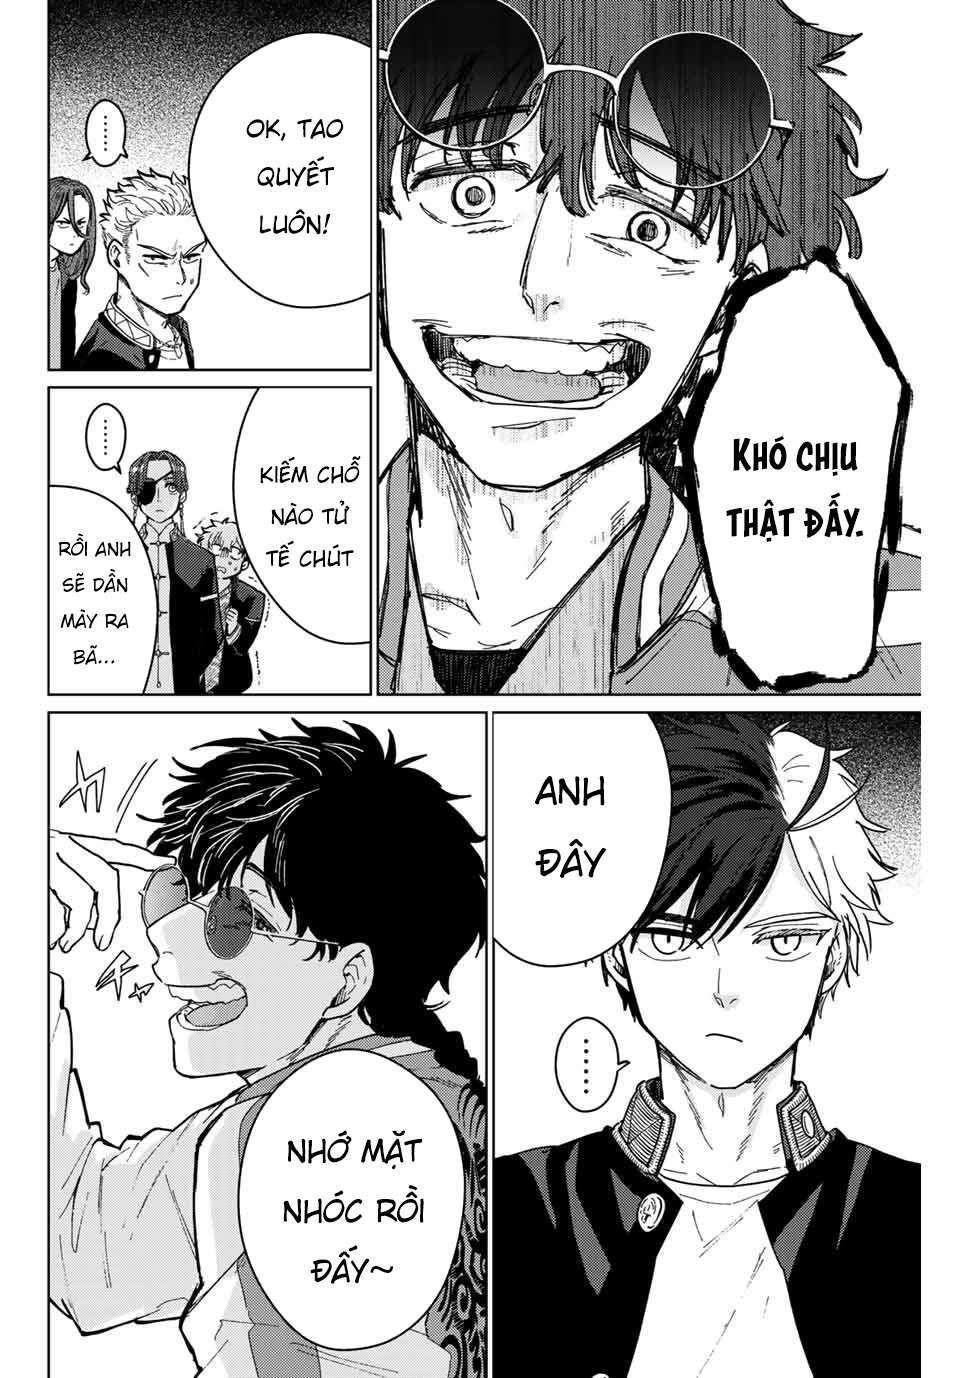 KHÓ CHỊU
THẬT ĐẤY.
OK, TAO
QUYẾT
LUÔN!
……
KIẾM CHỖ
NÀO TỬ
TẾ CHÚT
……
RỒI ANH
SẼ DẦN
MÀY RA
BÃ...
ANH
ĐÂY
……
NHỚ MẶT
NHÓC RỒI
ĐẤY~